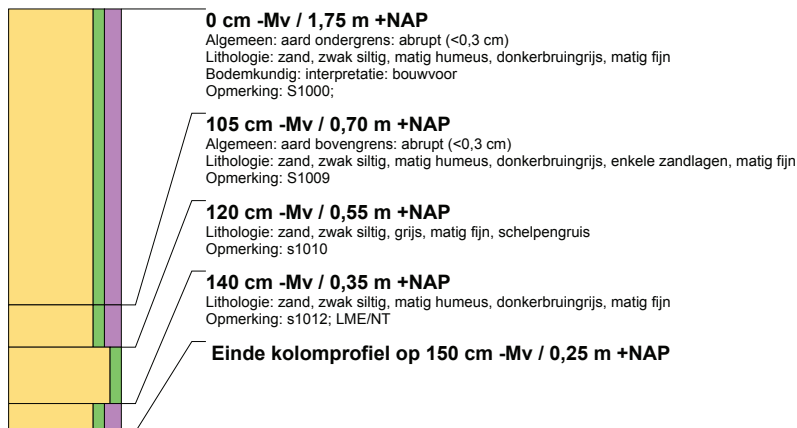 0 cm -Mv / 1,75 m +NAP
Algemeen: aard ondergrens: abrupt (<0,3 cm)
Lithologie: zand, zwak siltig, matig humeus, donkerbruingrijs, matig fijn
Bodemkundig: interpretatie: bouwvoor
Opmerking: S1000;
105 cm -Mv / 0,70 m +NAP
Algemeen: aard bovengrens: abrupt (<0,3 cm)
Lithologie: zand, zwak siltig, matig humeus, donkerbruingrijs, enkele zandlagen, matig fijn
Opmerking: S1009
120 cm -Mv / 0,55 m +NAP
Lithologie: zand, zwak siltig, grijs, matig fijn, schelpengruis
Opmerking: s1010
140 cm -Mv / 0,35 m +NAP
Lithologie: zand, zwak siltig, matig humeus, donkerbruingrijs, matig fijn
Opmerking: s1012; LME/NT
Einde kolomprofiel op 150 cm -Mv / 0,25 m +NAP